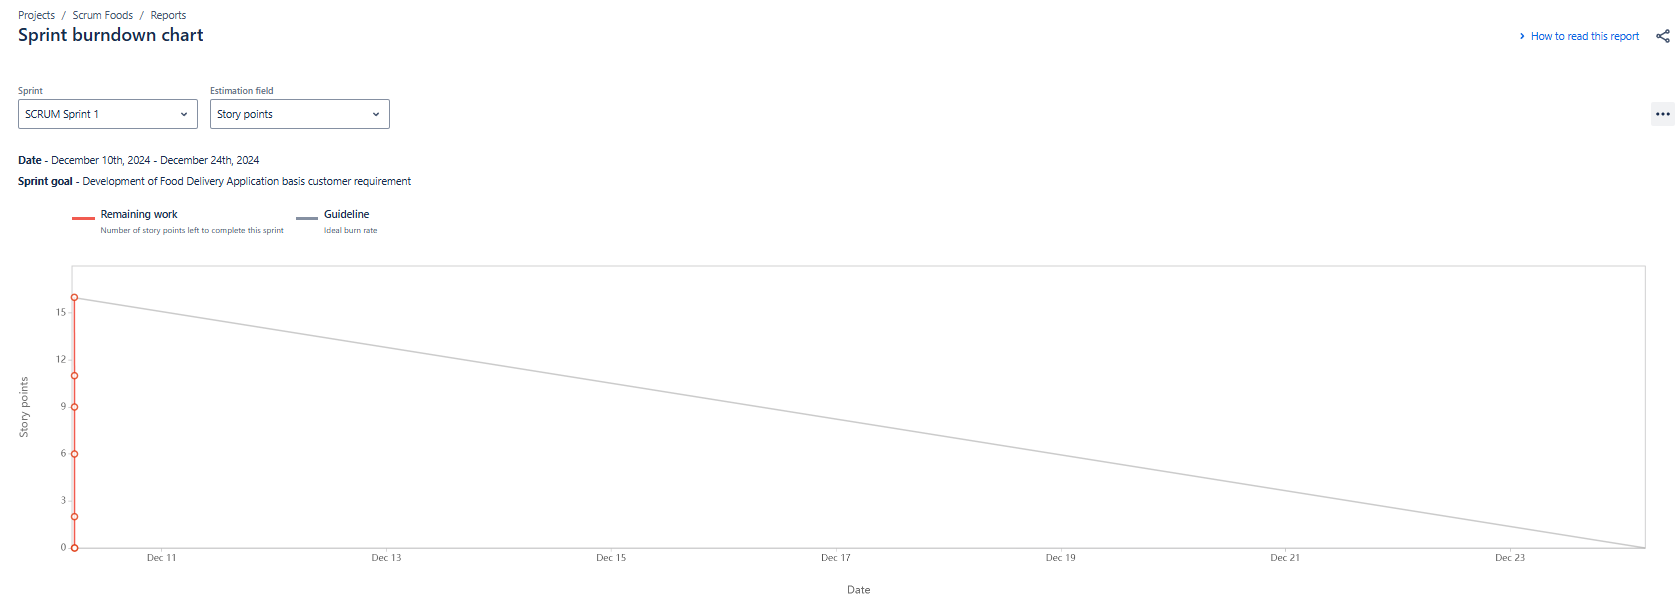 Projects / Scrum Foods / Reports
Sprint burndown chart
How to read this report
Sprint
Estimation field
SCRUM Sprint 1
Story points
Date - December 10th, 2024 - December 24th, 2024
Sprint goal - Development of Food Delivery Application basis customer requirement
Remaining work
Number of story points left to complete this sprint
Guideline
Ideal burn rate
Story points
15
12
9
6
3
0
Dec 11
Dec 13
Dec 15
Dec 17
Dec 19
Dec 21
Dec 23
Date